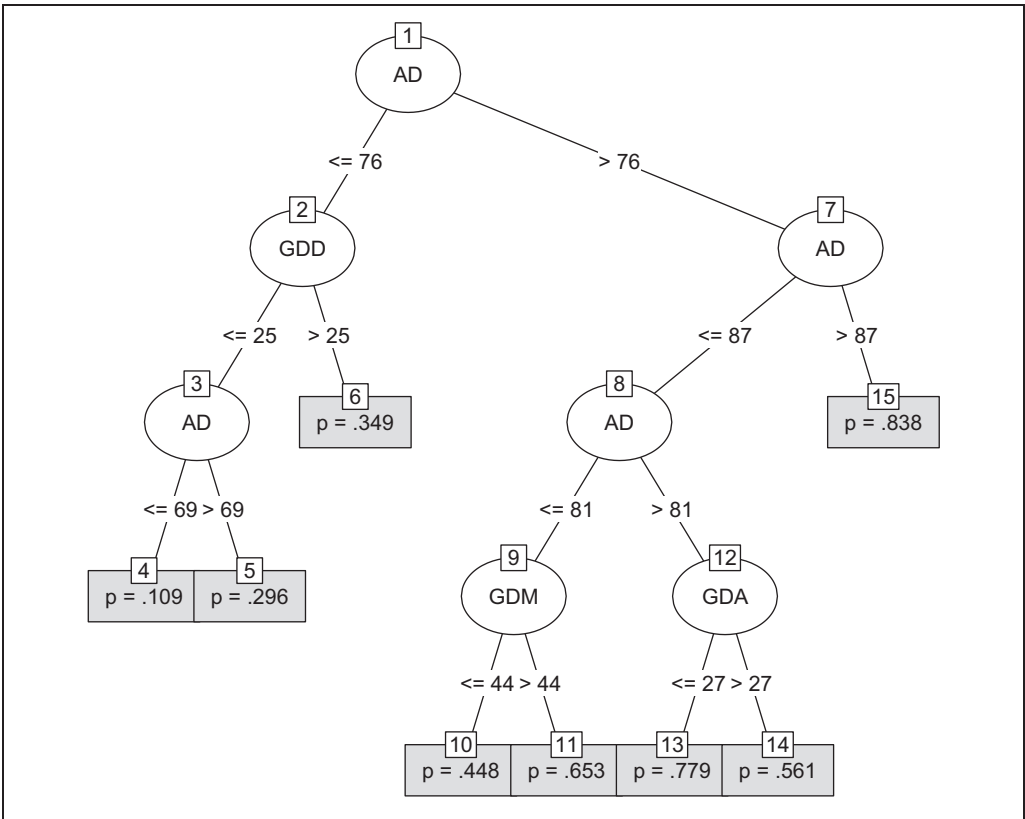 1
AD
<= 76 > 76
2 7
GDD AD
<= 25 > 25 <= 87 > 87
3 6 8 15
AD p = .349 AD p = .838
<= 69 > 69 <= 81 > 81
4 5 9 12
p = .109 p = .296 GDM GDA
<= 44 > 44 <= 27 > 27
10 11 13 14
p = .448 p = .653 p = .779 p = .561